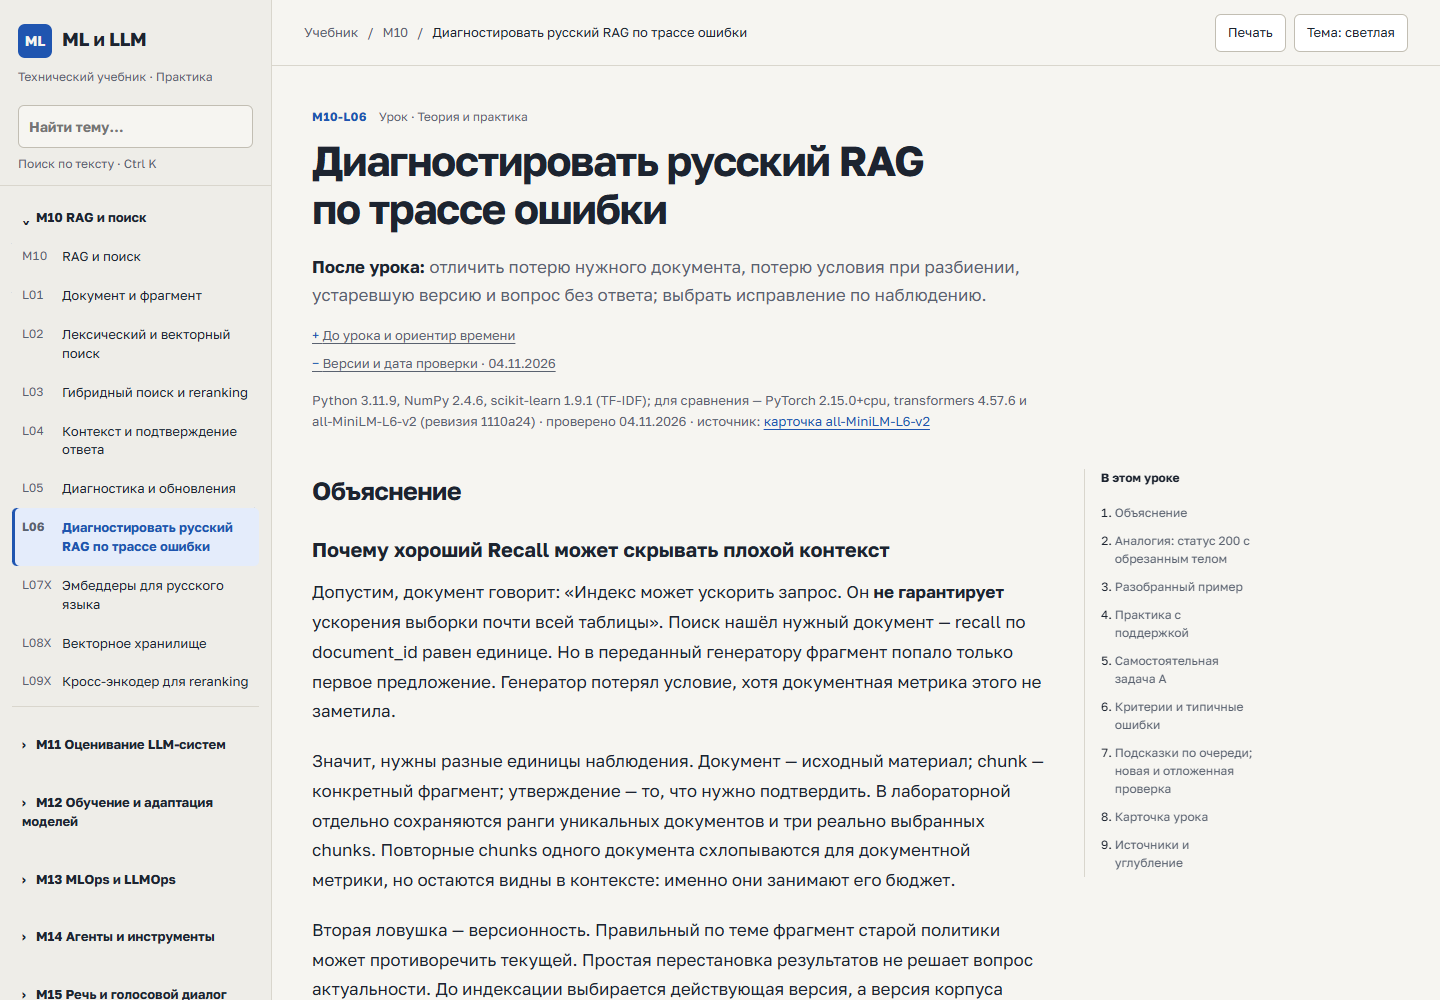 ML
ML и LLM
Технический учебник · Практика
Найти тему...
Поиск по тексту · Ctrl K
M10 RAG и поиск
M10 RAG и поиск
L01 Документ и фрагмент
L02 Лексический и векторный
поиск
L03 Гибридный поиск и reranking
L04 Контекст и подтверждение
ответа
L05 Диагностика и обновления
L06 Диагностировать русский
RAG по трассе ошибки
L07X Эмбеддеры для русского
языка
L08X Векторное хранилище
L09X Кросс-энкодер для reranking
› M11 Оценивание LLM-систем
› M12 Обучение и адаптация
моделей
› M13 MLOps и LLMOps
› M14 Агенты и инструменты
› M15 Речь и голосовой диалог
Учебник / M10 / Диагностировать русский RAG по трассе ошибки
Печать
Тема: светлая
M10-L06 Урок · Теория и практика
Диагностировать русский RAG
по трассе ошибки
После урока: отличить потерю нужного документа, потерю условия при разбиении,
устаревшую версию и вопрос без ответа; выбрать исправление по наблюдению.
+ До урока и ориентир времени
− Версии и дата проверки · 04.11.2026
Python 3.11.9, NumPy 2.4.6, scikit-learn 1.9.1 (TF-IDF); для сравнения — PyTorch 2.15.0+cpu, transformers 4.57.6 и
all-MiniLM-L6-v2 (ревизия 1110a24) · проверено 04.11.2026 · источник: карточка all-MiniLM-L6-v2
Объяснение
Почему хороший Recall может скрывать плохой контекст
Допустим, документ говорит: «Индекс может ускорить запрос. Он не гарантирует
ускорения выборки почти всей таблицы». Поиск нашёл нужный документ — recall по
document_id равен единице. Но в переданный генератору фрагмент попало только
первое предложение. Генератор потерял условие, хотя документная метрика этого не
заметила.
Значит, нужны разные единицы наблюдения. Документ — исходный материал; chunk —
конкретный фрагмент; утверждение — то, что нужно подтвердить. В лабораторной
отдельно сохраняются ранги уникальных документов и три реально выбранных
chunks. Повторные chunks одного документа схлопываются для документной
метрики, но остаются видны в контексте: именно они занимают его бюджет.
Вторая ловушка — версионность. Правильный по теме фрагмент старой политики
может противоречить текущей. Простая перестановка результатов не решает вопрос
актуальности. До индексации выбирается действующая версия, а версия корпуса
В этом уроке
1. Объяснение
2. Аналогия: статус 200 с
обрезанным телом
3. Разобранный пример
4. Практика с
поддержкой
5. Самостоятельная
задача A
6. Критерии и типичные
ошибки
7. Подсказки по очереди;
новая и отложенная
проверка
8. Карточка урока
9. Источники и
углубление